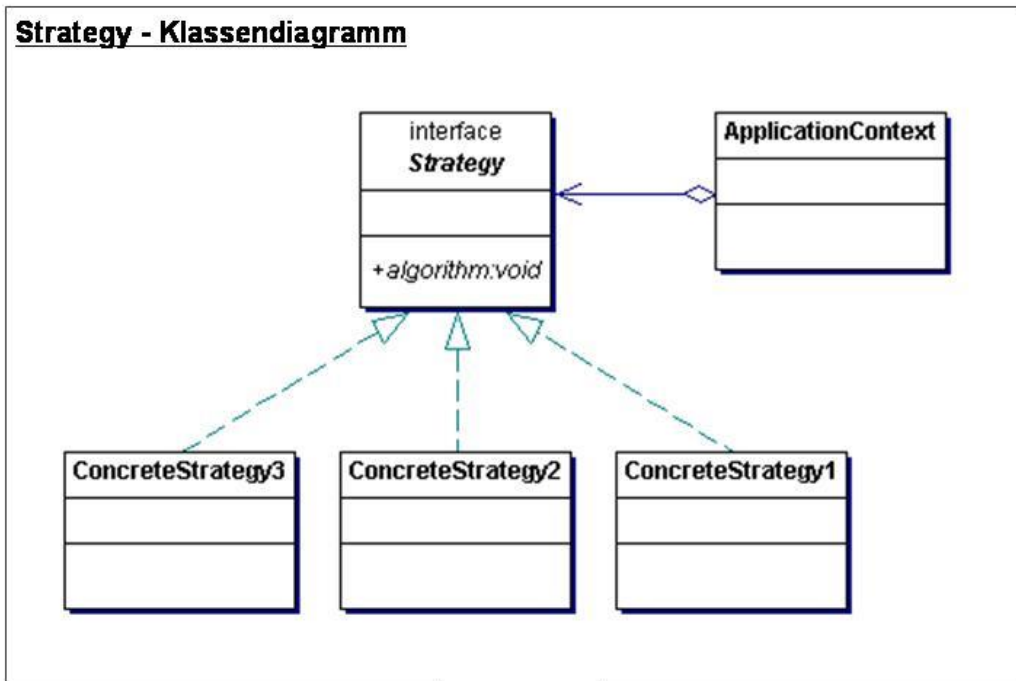 Strategy - Klassendiagramm
interface
Strategy
+algorithm:void
ApplicationContext
ConcreteStrategy3
ConcreteStrategy2
ConcreteStrategy1